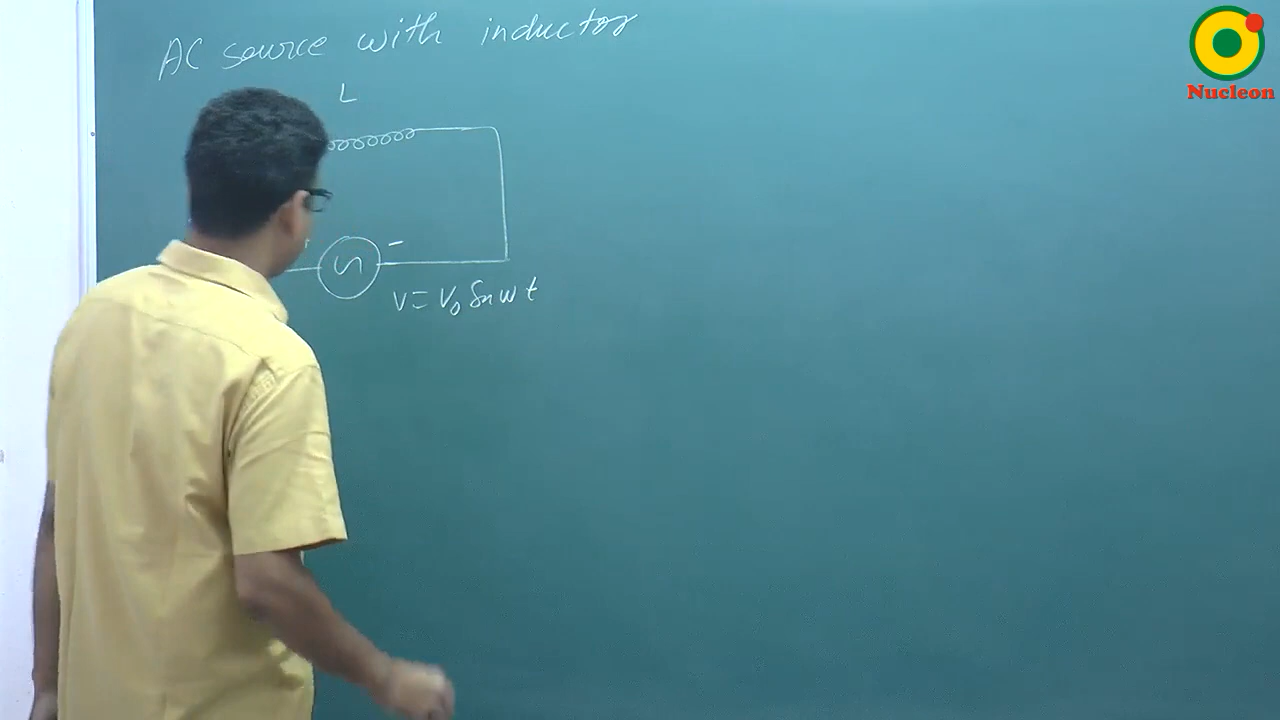 AC source with inductor
L
Nucleon
+
-
V = V₀ Sin ω t